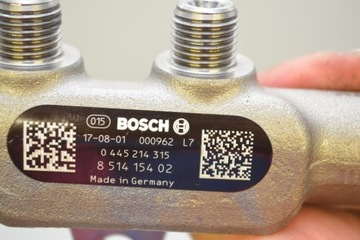 015 BOSCH
17-08-01 000962 L7
0 445 214 315
8 514 154 02
Made in Germany